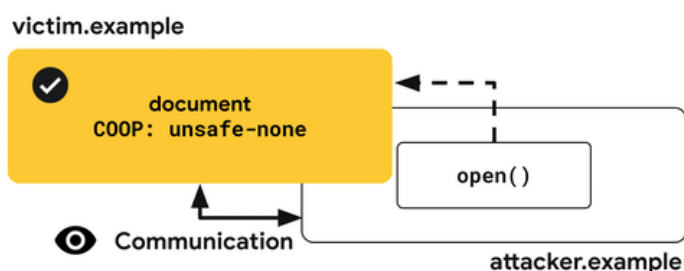 victim.example
document
COOP: unsafe-none
open()
Communication
attacker.example